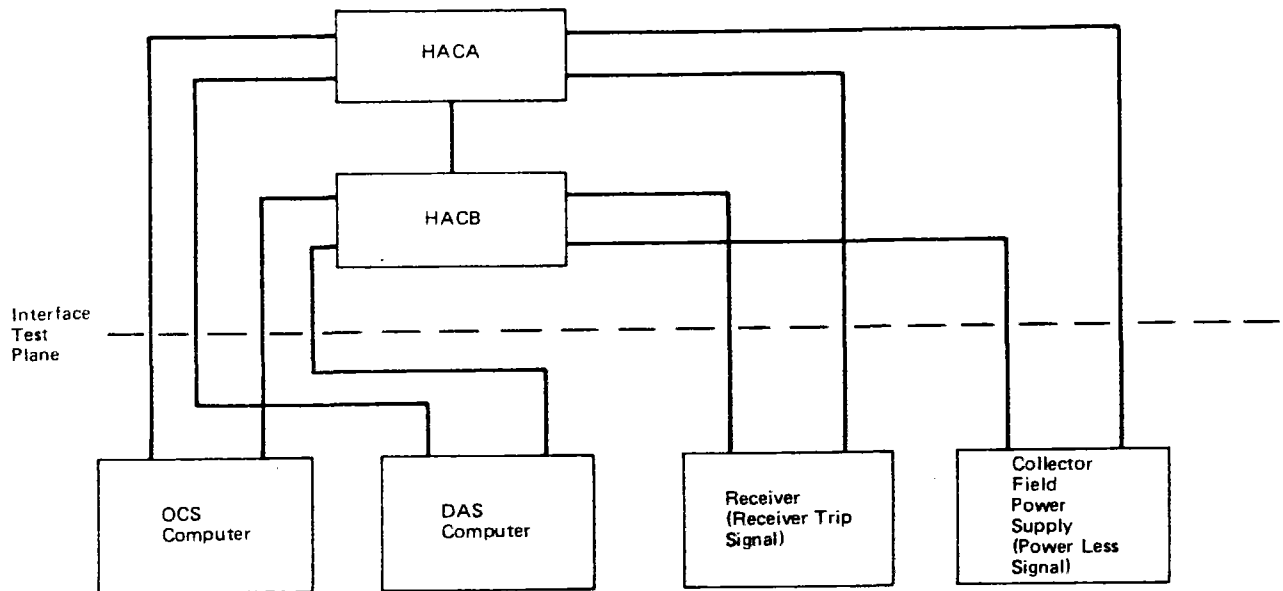 HACA
HACB
Interface
Test
Plane
OCS
Computer
DAS
Computer
Receiver
(Receiver Trip
Signal)
Collector
Field
Power
Supply
(Power Less
Signal)